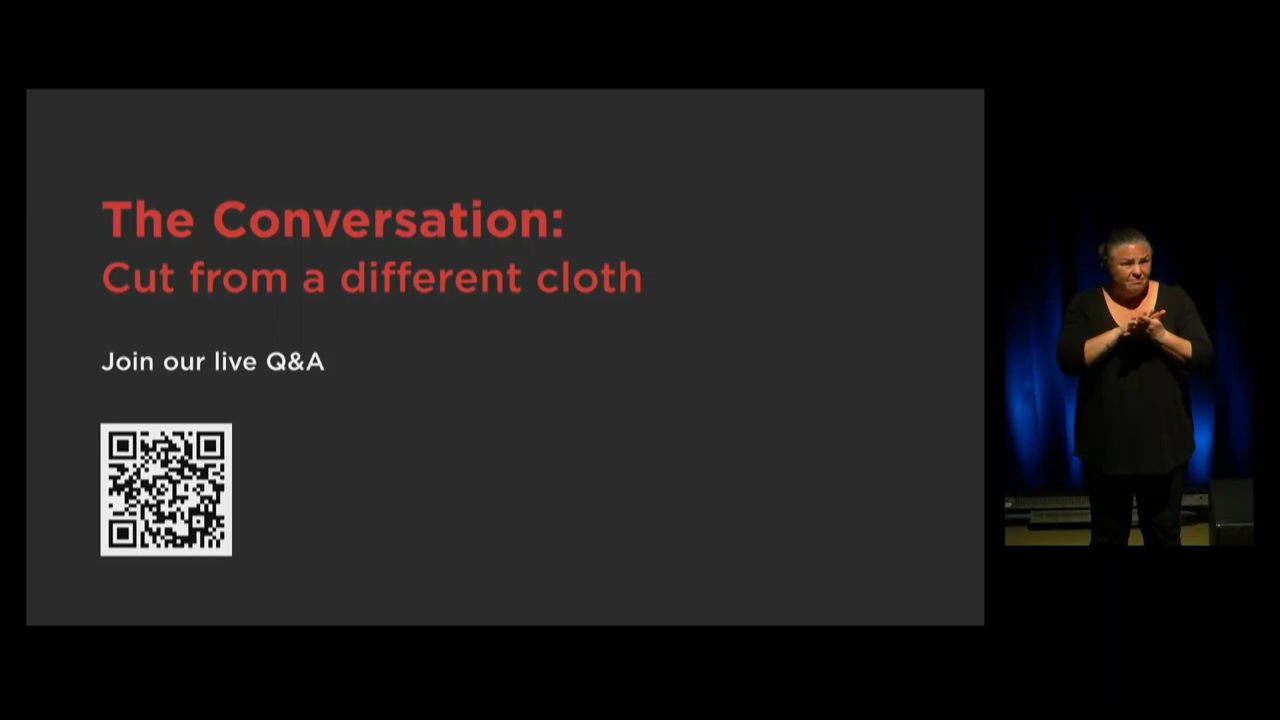 The Conversation:
Cut from a different cloth
Join our live Q&A